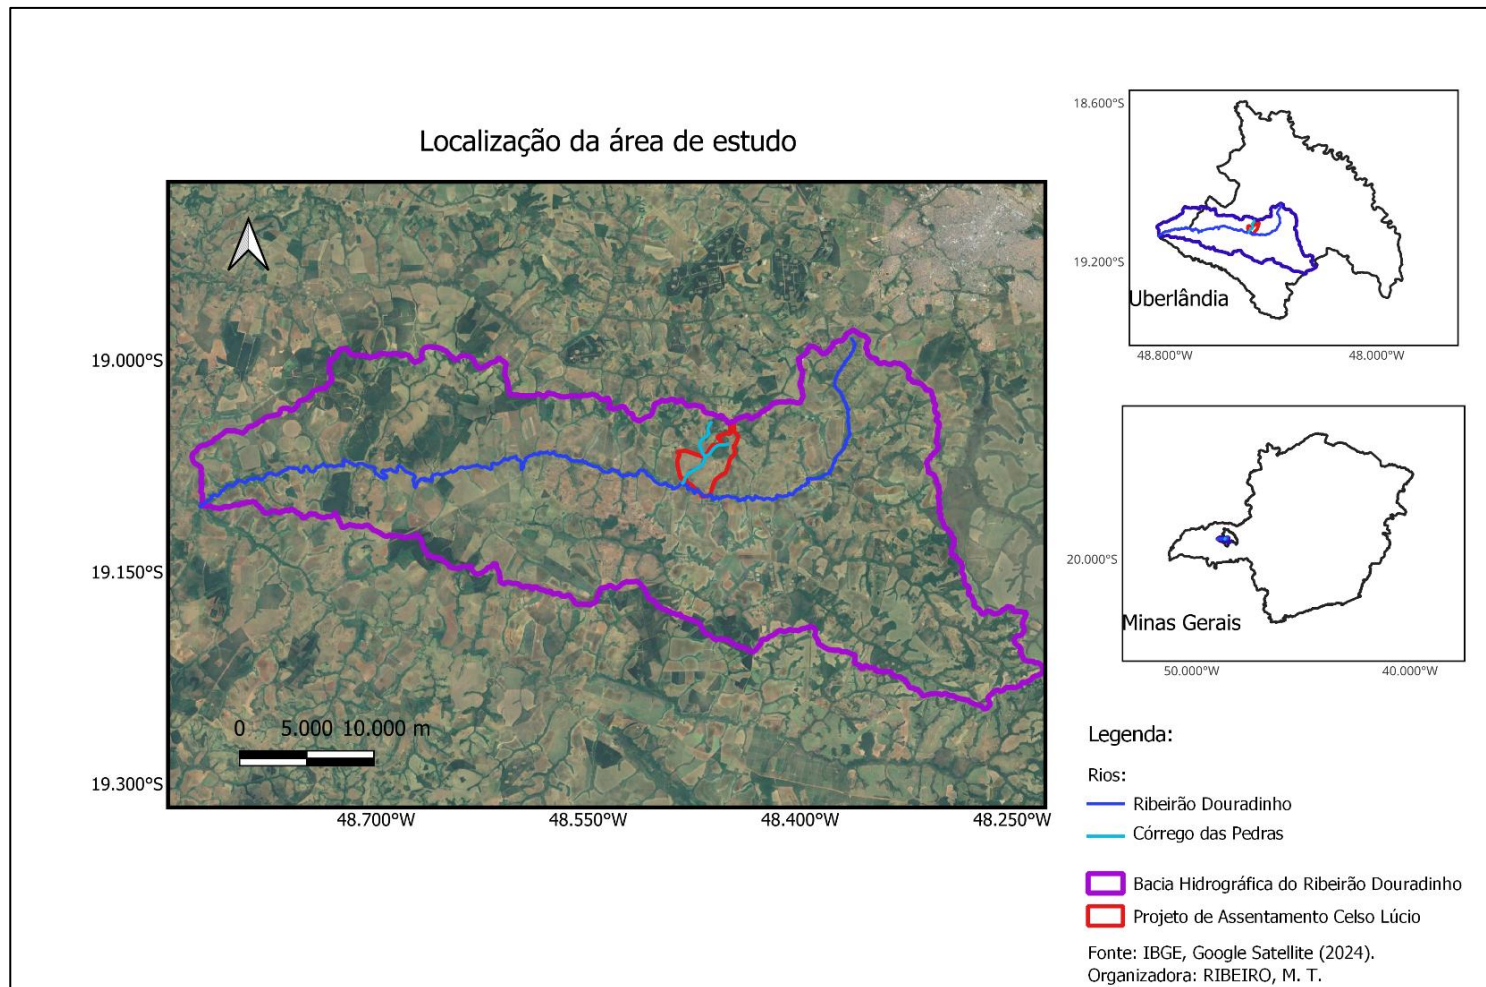 Localização da área de estudo
19.000°S
19.150°S
19.300°S
0 5.000 10.000 m
48.700°W 48.550°W 48.400°W 48.250°W
18.600°S
19.200°S
Uberlândia
48.800°W 48.000°W
20.000°S
Minas Gerais
50.000°W 40.000°W
Legenda:
Rios:
Ribeirão Douradinho
Córrego das Pedras
Bacia Hidrográfica do Ribeirão Douradinho
Projeto de Assentamento Celso Lúcio
Fonte: IBGE, Google Satellite (2024).
Organizadora: RIBEIRO, M. T.